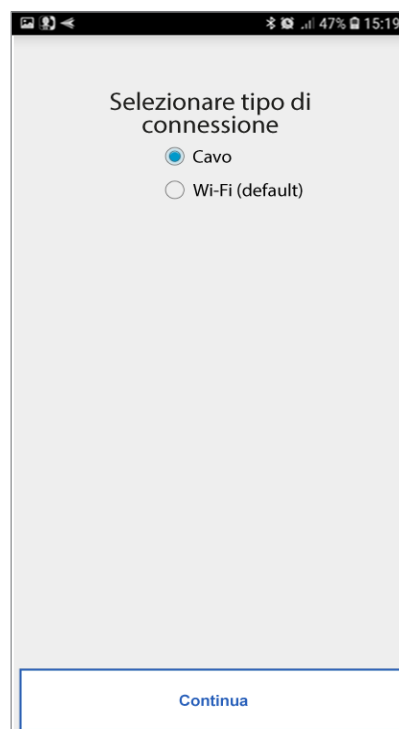 47% 15:19
Selezionare tipo di
connessione
Cavo
Wi-Fi (default)
Continua